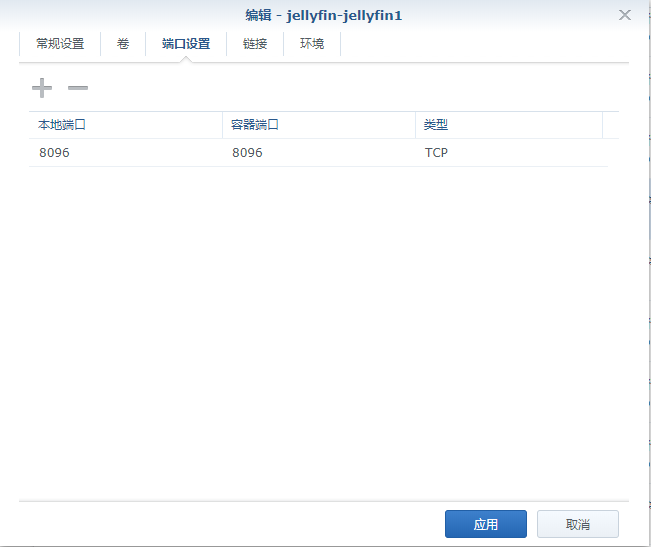 编辑 - jellyfin-jellyfin1
常规设置 卷 端口设置 链接 环境
本地端口 容器端口 类型
8096 8096 TCP
应用 取消